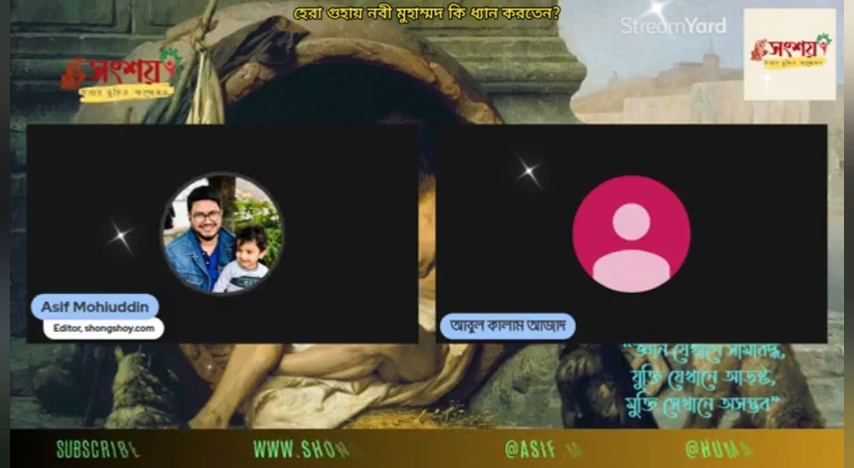 হেরা গুহায় নবী মুহাম্মদ কি ধ্যান করতেন?
StreamYard
সংশয়
সংশয়
Asif Mohiuddin
Editor, shongshoy.com
আবুল কালাম আজাদ
"জ্ঞান যেখানে সীমাবদ্ধ,
যুক্তি যেখানে আড়ষ্ট,
মুক্তি সেখানে অসম্ভব"
SUBSCRIBE
WWW.SHON
@ASIF
@HUMA